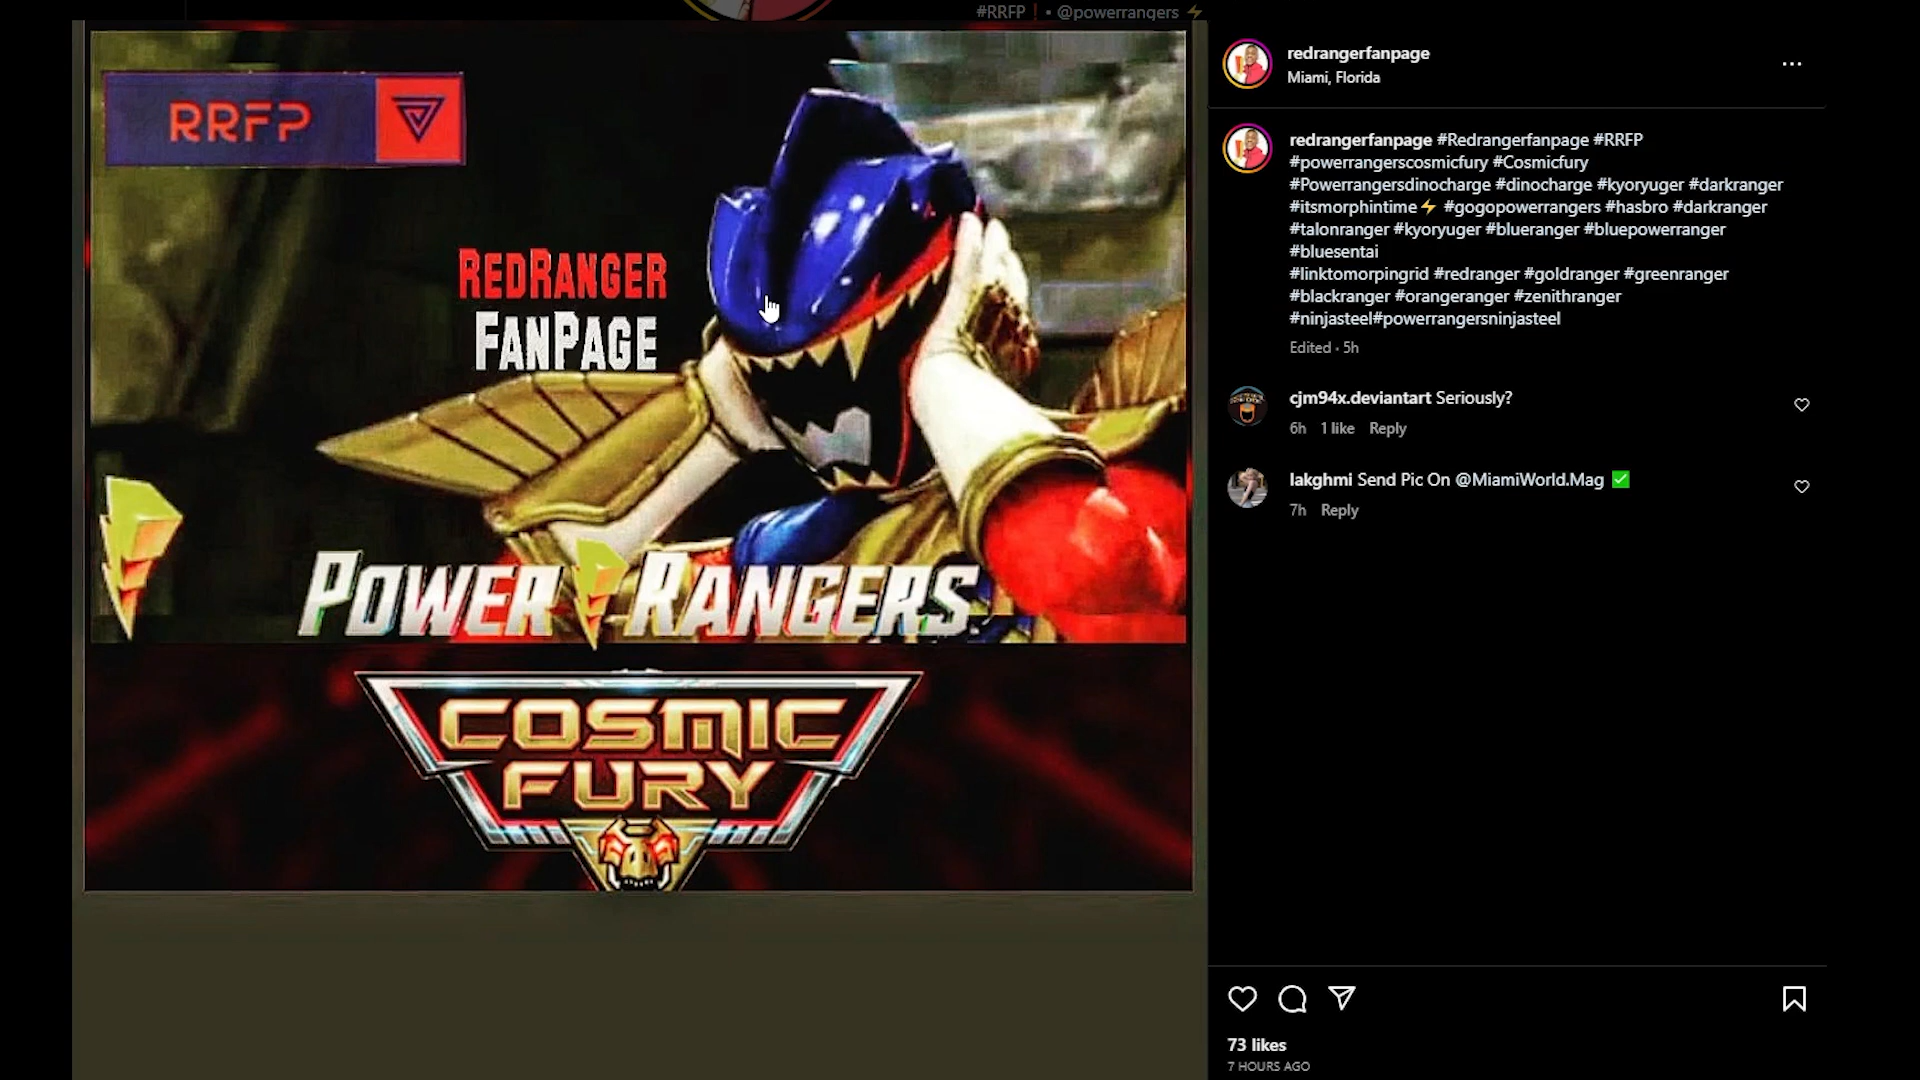 #RRFP❗• @powerrangers ⚡
RRFP
REDRANGER
FANPAGE
POWER RANGERS
COSMIC
FURY
redrangerfanpage
Miami, Florida
redrangerfanpage #Redrangerfanpage #RRFP
#powerrangerscosmicfury #Cosmicfury
#Powerrangersdinocharge #dinocharge #kyoryuger #darkranger
#itsmorphintime⚡ #gogopowerrangers #hasbro #darkranger
#talonranger #kyoryuger #blueranger #bluepowerranger
#bluesentai
#linktomorpingrid #redranger #goldranger #greenranger
#blackranger #orangeranger #zenithranger
#ninjasteel#powerrangersninjasteel
Edited · 5h
cjm94x.deviantart Seriously?
6h 1 like Reply
lakghmi Send Pic On @MiamiWorld.Mag ✅
7h Reply
73 likes
7 HOURS AGO